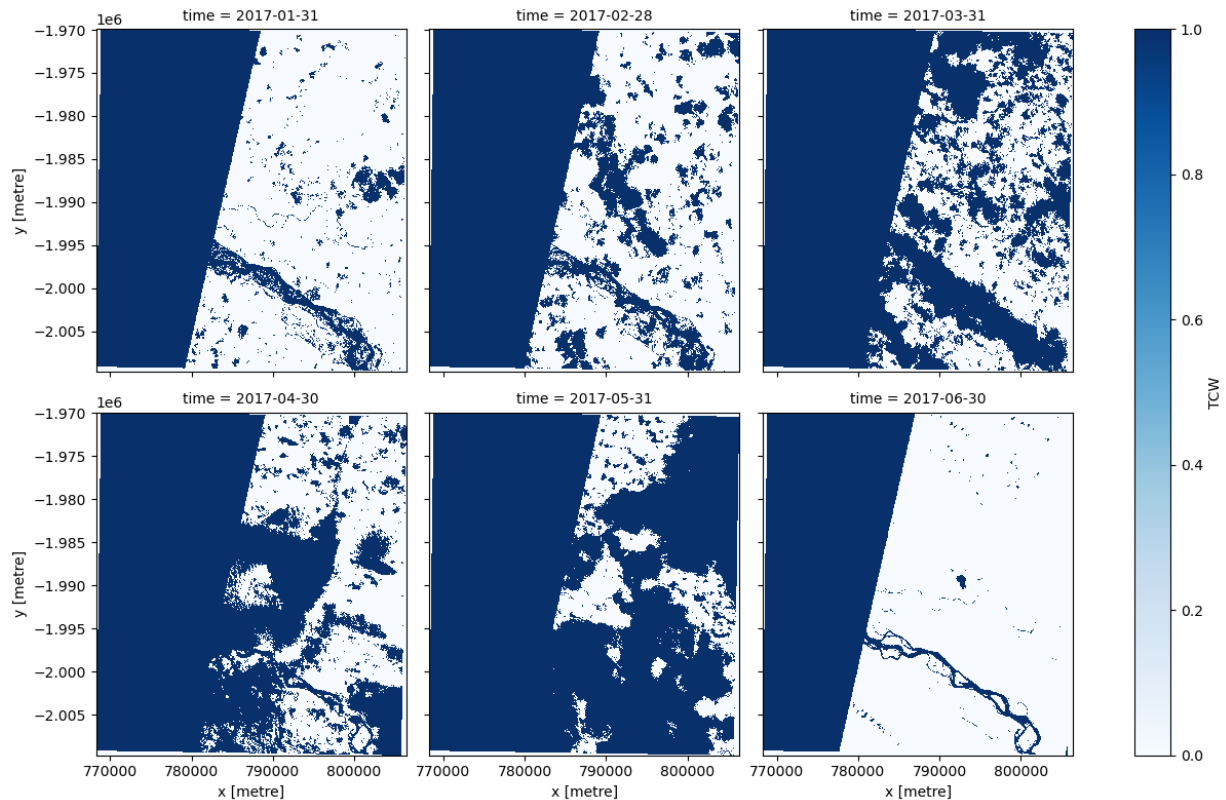 time = 2017-01-31
time = 2017-02-28
time = 2017-03-31
1e6
−1.970
−1.975
−1.980
−1.985
−1.990
−1.995
−2.000
−2.005
y [metre]
time = 2017-04-30
time = 2017-05-31
time = 2017-06-30
1e6
−1.970
−1.975
−1.980
−1.985
−1.990
−1.995
−2.000
−2.005
y [metre]
770000 780000 790000 800000
770000 780000 790000 800000
770000 780000 790000 800000
x [metre]
x [metre]
x [metre]
1.0
0.8
0.6
0.4
0.2
0.0
TCW